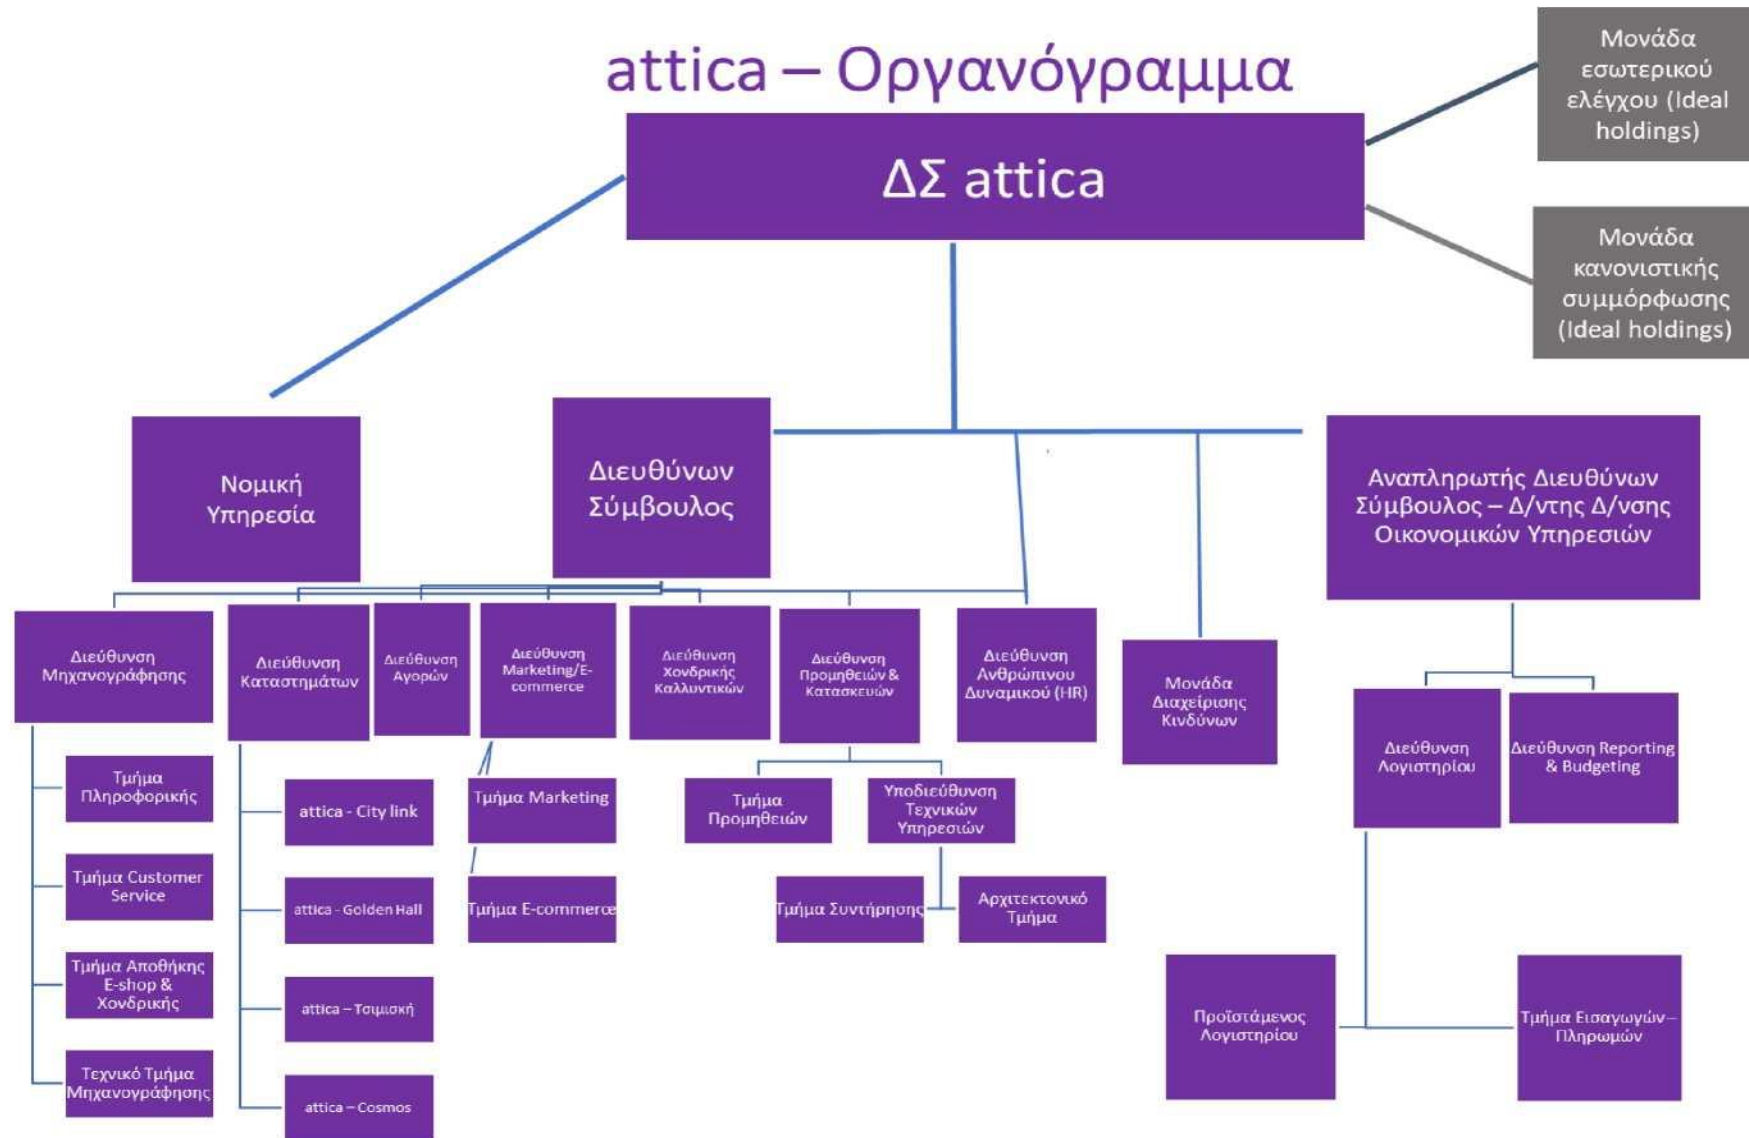 attica – Οργανόγραμμα
Μονάδα
εσωτερικού
ελέγχου (Ideal
holdings)
ΔΣ attica
Μονάδα
κανονιστικής
συμμόρφωσης
(Ideal holdings)
Νομική
Υπηρεσία
Διευθύνων
Σύμβουλος
Αναπληρωτής Διευθύνων
Σύμβουλος – Δ/ντης Δ/νσης
Οικονομικών Υπηρεσιών
Διεύθυνση
Μηχανογράφησης
Διεύθυνση
Καταστημάτων
Διεύθυνση
Αγορών
Διεύθυνση
Marketing/E-
commerce
Διεύθυνση
Χονδρικής
Καλλυντικών
Διεύθυνση
Προμηθειών &
Κατασκευών
Διεύθυνση
Ανθρώπινου
Δυναμικού (HR)
Μονάδα
Διαχείρισης
Κινδύνων
Διεύθυνση
Λογιστηρίου
Διεύθυνση Reporting
& Budgeting
Τμήμα
Πληροφορικής
Τμήμα Customer
Service
Τμήμα Αποθήκης
E-shop &
Χονδρικής
Τεχνικό Τμήμα
Μηχανογράφησης
attica - City link
attica - Golden Hall
attica – Τσιμισκή
attica – Cosmos
Τμήμα Marketing
Τμήμα E-commerce
Τμήμα
Προμηθειών
Υποδιεύθυνση
Τεχνικών
Υπηρεσιών
Τμήμα Συντήρησης
Αρχιτεκτονικό
Τμήμα
Προϊστάμενος
Λογιστηρίου
Τμήμα Εισαγωγών –
Πληρωμών